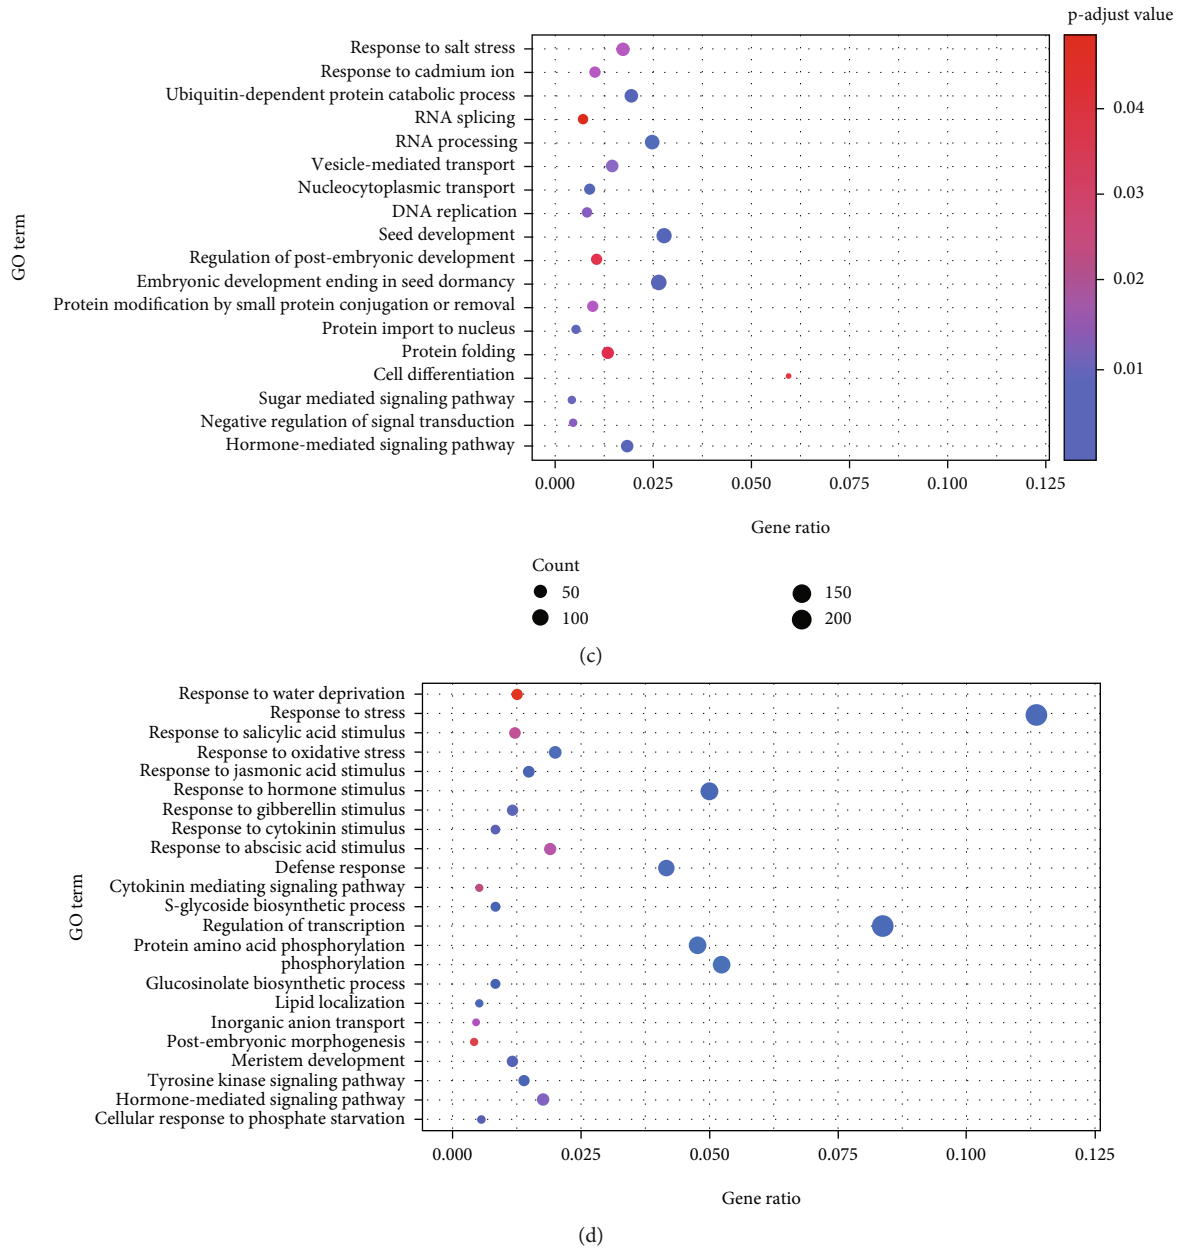 p-adjust value
Response to salt stress
Response to cadmium ion
Ubiquitin-dependent protein catabolic process
RNA splicing
RNA processing
Vesicle-mediated transport
Nucleocytoplasmic transport
DNA replication
Seed development
Regulation of post-embryonic development
Embryonic development ending in seed dormancy
Protein modification by small protein conjugation or removal
Protein import to nucleus
Protein folding
Cell differentiation
Sugar mediated signaling pathway
Negative regulation of signal transduction
Hormone-mediated signaling pathway
GO term
0.04
0.03
0.02
0.01
0.000 0.025 0.050 0.075 0.100 0.125
Gene ratio
Count
50 150
100 200
(c)
Response to water deprivation
Response to stress
Response to salicylic acid stimulus
Response to oxidative stress
Response to jasmonic acid stimulus
Response to hormone stimulus
Response to gibberellin stimulus
Response to cytokinin stimulus
Response to abscisic acid stimulus
Defense response
Cytokinin mediating signaling pathway
S-glycoside biosynthetic process
Regulation of transcription
Protein amino acid phosphorylation
phosphorylation
Glucosinolate biosynthetic process
Lipid localization
Inorganic anion transport
Post-embryonic morphogenesis
Meristem development
Tyrosine kinase signaling pathway
Hormone-mediated signaling pathway
Cellular response to phosphate starvation
GO term
0.000 0.025 0.050 0.075 0.100 0.125
Gene ratio
(d)